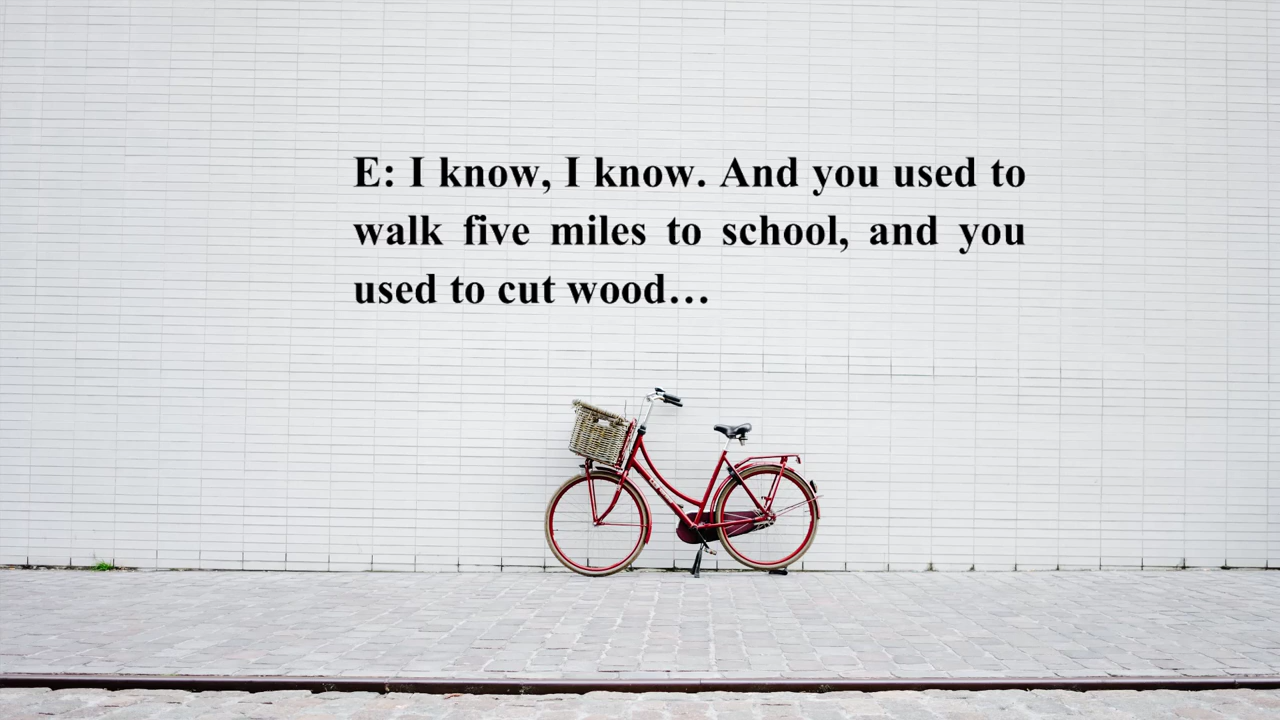 E: I know, I know. And you used to
walk five miles to school, and you
used to cut wood…